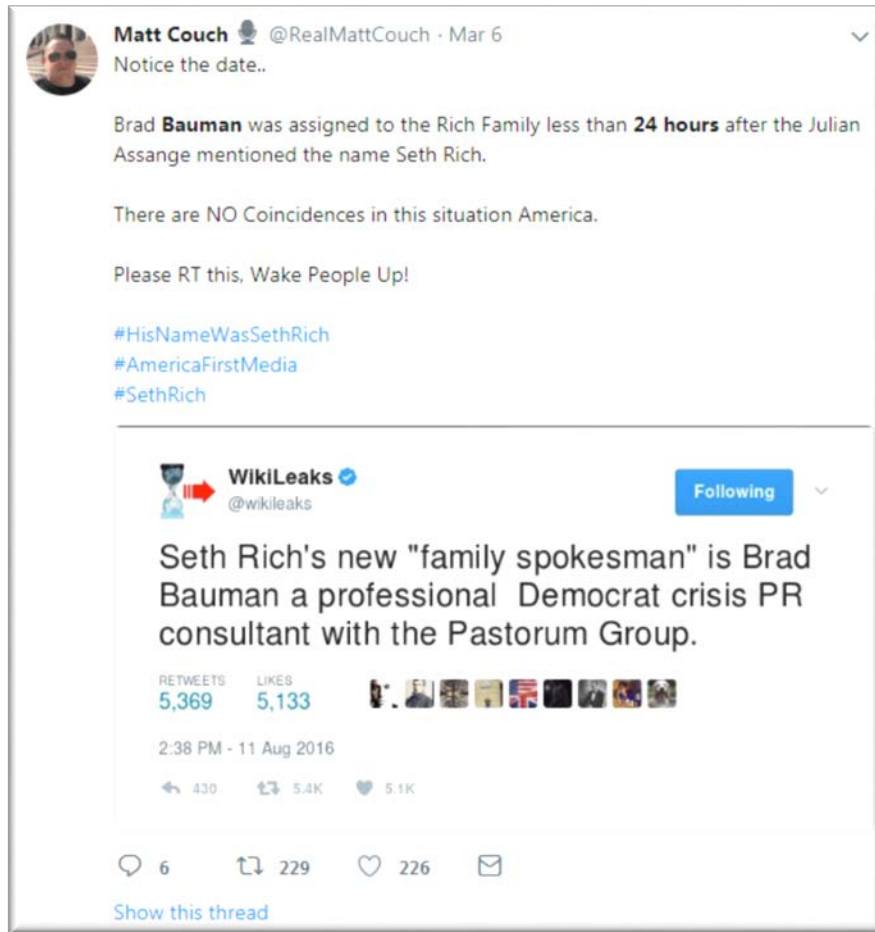 Matt Couch @RealMattCouch · Mar 6
Notice the date..
Brad Bauman was assigned to the Rich Family less than 24 hours after the Julian
Assange mentioned the name Seth Rich.
There are NO Coincidences in this situation America.
Please RT this, Wake People Up!
#HisNameWasSethRich
#AmericaFirstMedia
#SethRich
WikiLeaks
@wikileaks
Following
Seth Rich's new "family spokesman" is Brad
Bauman a professional Democrat crisis PR
consultant with the Pastorum Group.
RETWEETS LIKES
5,369 5,133
2:38 PM - 11 Aug 2016
430 5.4K 5.1K
6 229 226
Show this thread